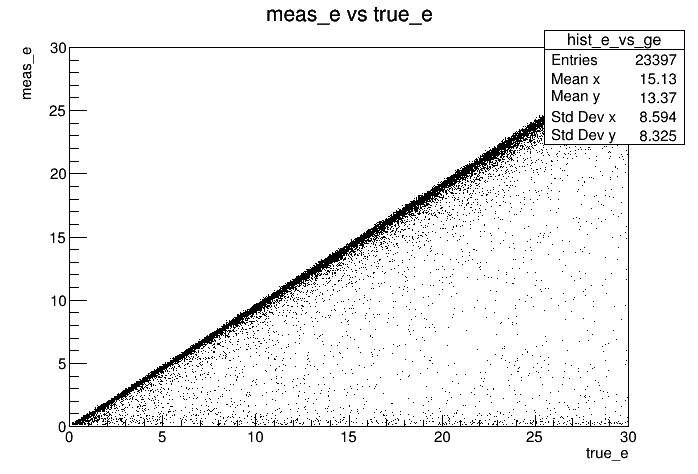 meas_e vs true_e
hist_e_vs_ge
Entries 23397
Mean x 15.13
Mean y 13.37
Std Dev x 8.594
Std Dev y 8.325
meas_e
30
25
20
15
10
5
0
0 5 10 15 20 25 30
true_e